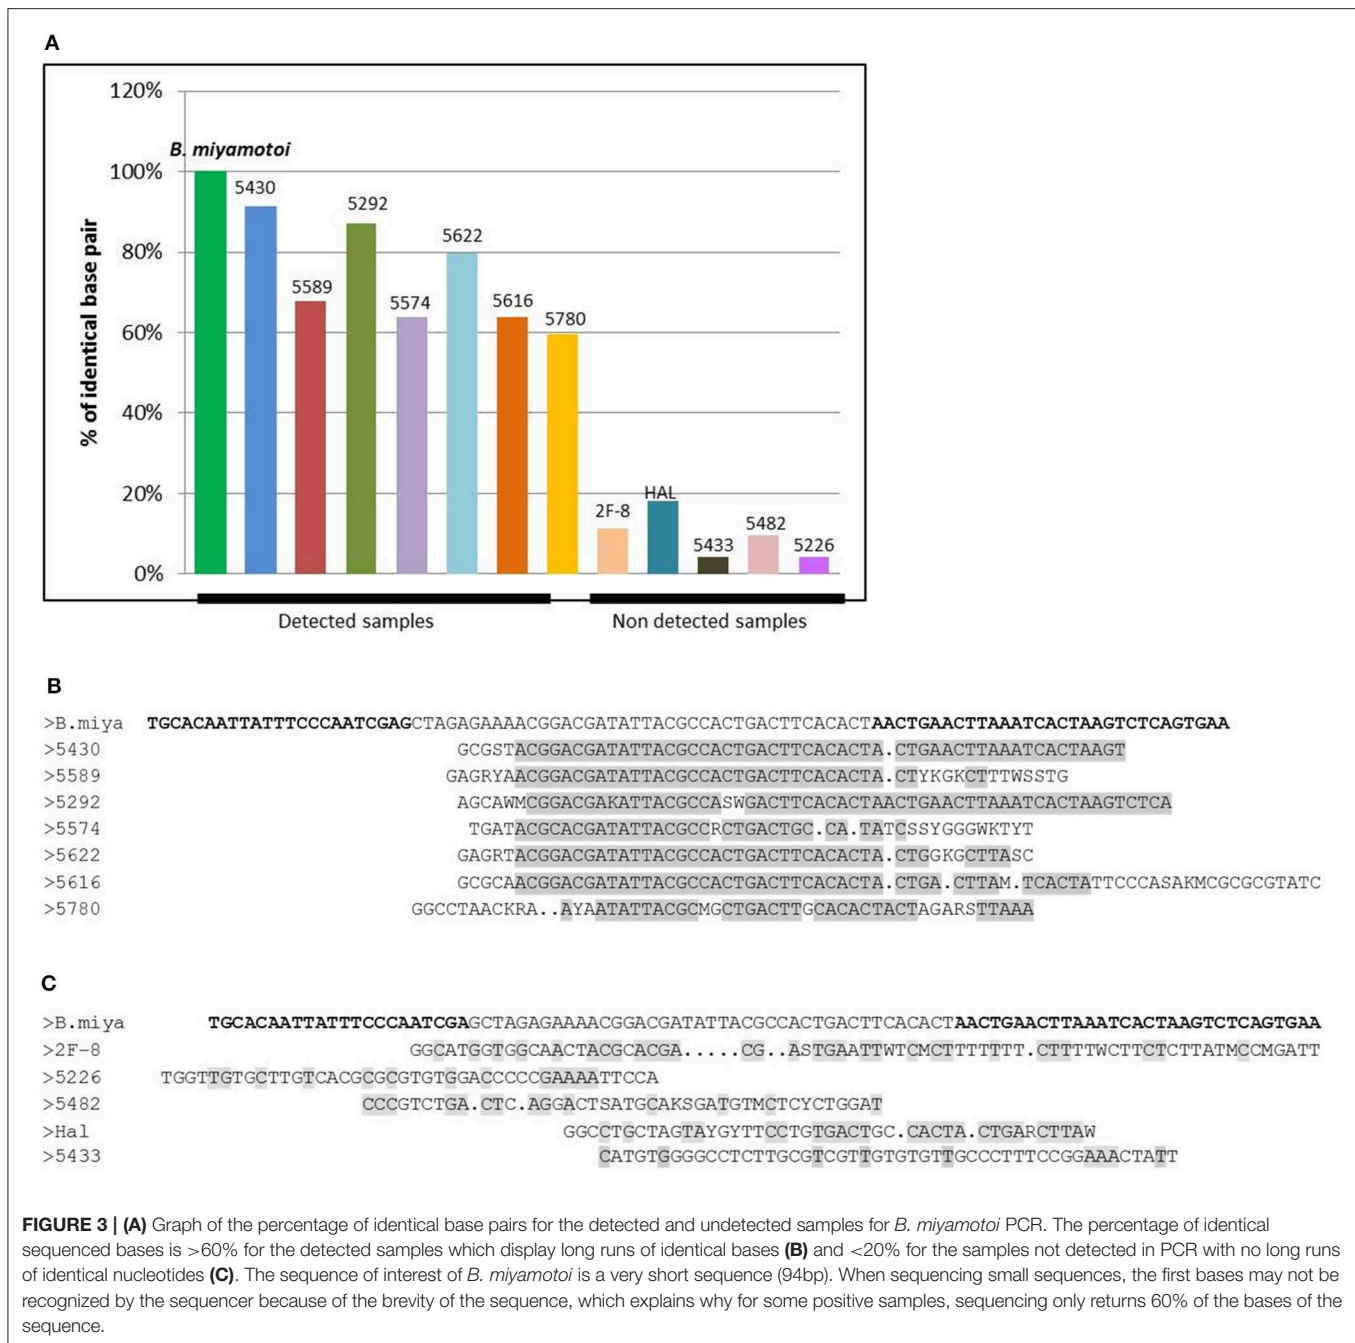 A
120%
100%
80%
60%
40%
20%
0%
% of identical base pair
B. miyamotoi
5430
5589
5292
5574
5622
5616
5780
2F-8
HAL
5433
5482
5226
Detected samples
Non detected samples
B
>B.miya TGCACAATTATTTCCCAATCGAGCTAGAGAAAACGGACGATATTACGCCACTGACTTCACACTAACTGAACTTAAATCACTAAGTCTCAGTGAA
>5430 GCGSTACGGACGATATTACGCCACTGACTTCACACTA.CTGAACTTAAATCACTAAGT
>5589 GAGRYAACGGACGATATTACGCCACTGACTTCACACTA.CTYKGKCTTTWSSTG
>5292 AGCAWMCGGACGAKATTACGCCASWGACTTCACACTAACTGAACTTAAATCACTAAGTCTCA
>5574 TGATACGCACGATATTACGCCRCTGACTGC.CA.TATCSSYGGGWKTYT
>5622 GAGRTACGGACGATATTACGCCACTGACTTCACACTA.CTGGKGCTTASC
>5616 GCGCAACGGACGATATTACGCCACTGACTTCACACTA.CTGA.CTTAM.TCACTATTCCCASAKMCGCGCGTATC
>5780 GGCCTAACKRA..AYAATATTACGCMGCTGACTTGCACACTACTAGARSTTAAA
C
>B.miya TGCACAATTATTTCCCAATCGAGCTAGAGAAAACGGACGATATTACGCCACTGACTTCACACTAACTGAACTTAAATCACTAAGTCTCAGTGAA
>2F-8 GGCATGGTGGCAACTACGCACGA.....CG..ASTGAATTWTCMCTTTTTTT.CTTTTWCTTCTCTTATMCCMGATT
>5226 TGGTTGTGCTTGTCACGCGCGTGTGGACCCCCGAAAATTCCA
>5482 CCCGTCTGA.CTC.AGGACTSATGCAKSGATGTMCTCYCTGGAT
>Hal GGCCTGCTAGTAYGYTTCCTGTGACTGC.CACTA.CTGARCTTAW
>5433 CATGTGGGGCCTCTTGCGTCGTTGTGTGTTGCCCTTTCCGGAAACTATT
FIGURE 3 | (A) Graph of the percentage of identical base pairs for the detected and undetected samples for B. miyamotoi PCR. The percentage of identical
sequenced bases is >60% for the detected samples which display long runs of identical bases (B) and <20% for the samples not detected in PCR with no long runs
of identical nucleotides (C). The sequence of interest of B. miyamotoi is a very short sequence (94bp). When sequencing small sequences, the first bases may not be
recognized by the sequencer because of the brevity of the sequence, which explains why for some positive samples, sequencing only returns 60% of the bases of the
sequence.